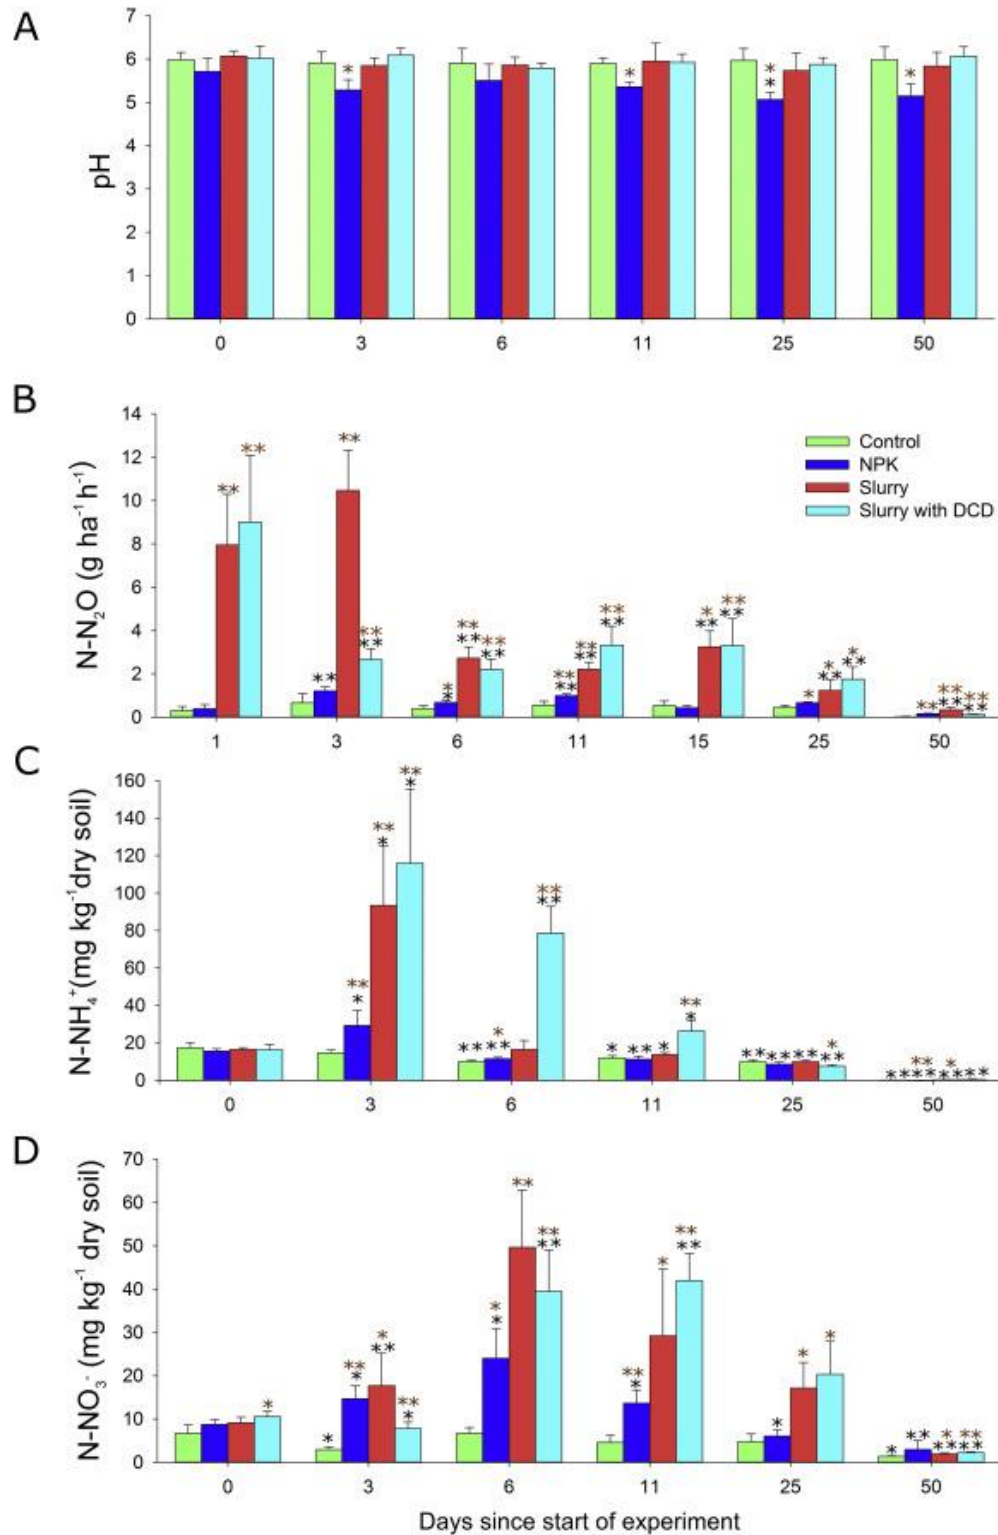 A
pH
7
6
5
4
3
2
1
0
* * * * * *
0 3 6 11 25 50
B
N-N₂O (g ha⁻¹ h⁻¹)
14
12
10
8
6
4
2
0
Control
NPK
Slurry
Slurry with DCD
1 3 6 11 15 25 50
C
N-NH₄⁺(mg kg⁻¹dry soil)
160
140
120
100
80
60
40
20
0
0 3 6 11 25 50
D
N-NO₃⁻ (mg kg⁻¹ dry soil)
70
60
50
40
30
20
10
0
0 3 6 11 25 50
Days since start of experiment